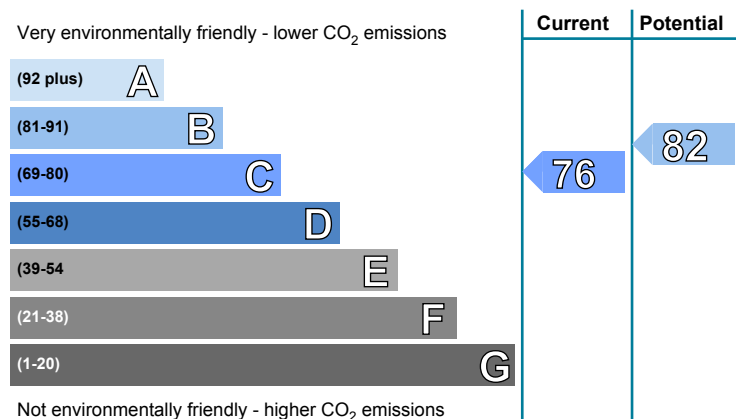 Very environmentally friendly - lower CO₂ emissions
Current
Potential
(92 plus) A
(81-91) B
(69-80) C
(55-68) D
(39-54 E
(21-38) F
(1-20) G
76
82
Not environmentally friendly - higher CO₂ emissions